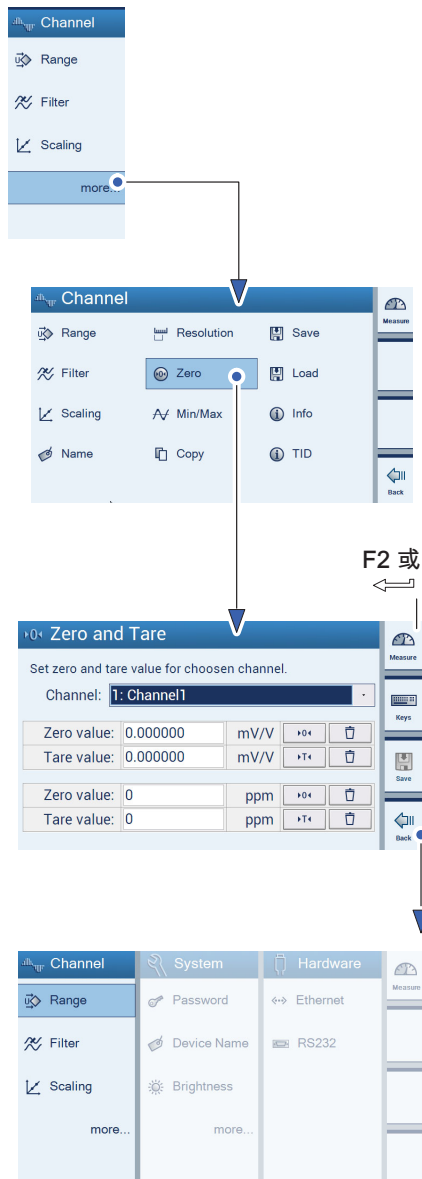 Channel
Range
Filter
Scaling
more...
Channel
Measure
Range Resolution Save
Filter Zero Load
Scaling Min/Max Info
Name Copy TID
Back
F2 或
Zero and Tare
Measure
Set zero and tare value for choosen channel.
Channel: 1: Channel1
Keys
Zero value: 0.000000 mV/V ▸0◂
Tare value: 0.000000 mV/V ▸T◂
Save
Zero value: 0 ppm ▸0◂
Tare value: 0 ppm ▸T◂
Back
Channel System Hardware
Measure
Range Password Ethernet
Filter Device Name RS232
Scaling Brightness
more... more...